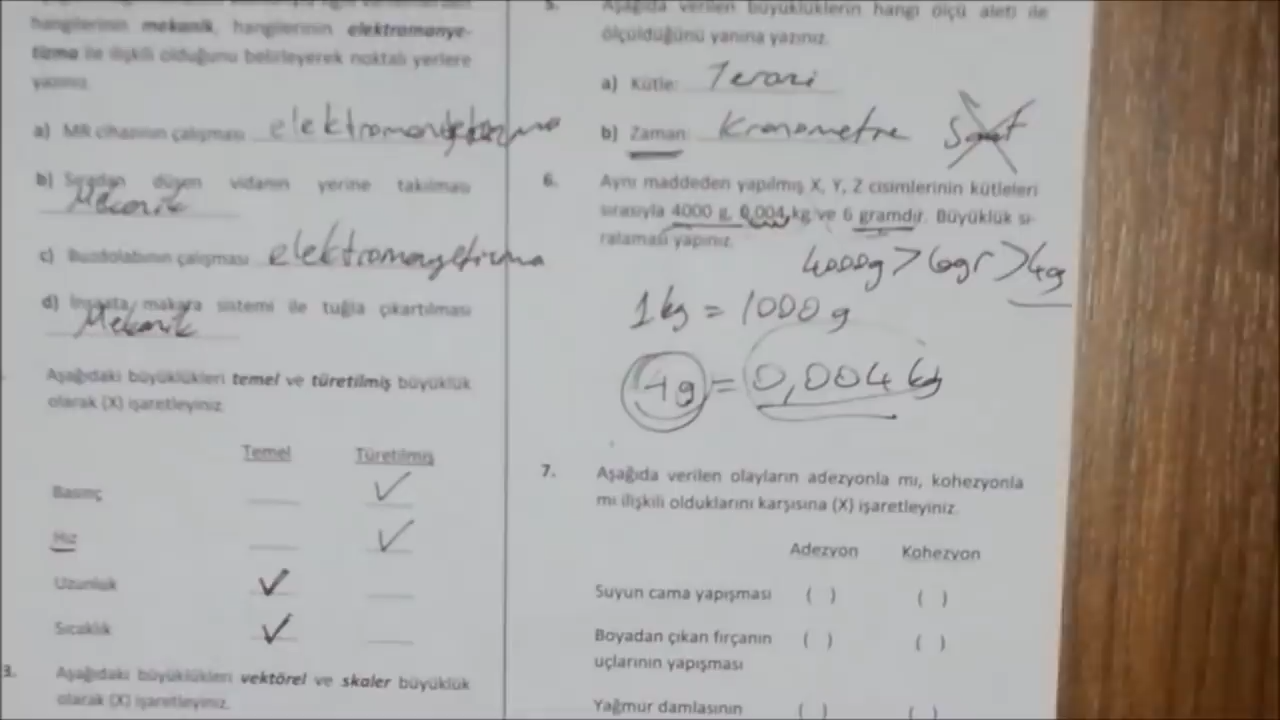 hangilerinin mekanik, hangilerinin elektromanye-
tizma ile ilişkili olduğunu belirleyerek noktalı yerlere
yazınız.
a) MR cihazının çalışması elektromanyetizma
b) Sıradan düşen vidanın yerine takılması
Mekanik
c) Buzdolabının çalışması elektromanyetizma
d) İnşaata makara sistemi ile tuğla çıkartılması
Mekanik
Aşağıdaki büyüklükleri temel ve türetilmiş büyüklük
olarak (X) işaretleyiniz.
Temel Türetilmiş
Basınç ✓
Hız ✓
Uzunluk ✓
Sıcaklık ✓
3. Aşağıdaki büyüklükleri vektörel ve skaler büyüklük
olarak (X) işaretleyiniz.
5. Aşağıda verilen büyüklüklerin hangi ölçü aleti ile
ölçüldüğünü yanına yazınız.
a) Kütle: Terazi
b) Zaman: Kronometre Saat
6. Aynı maddeden yapılmış X, Y, Z cisimlerinin kütleleri
sırasıyla 4000 g, 0,004 kg ve 6 gramdır. Büyüklük sı-
ralaması yapınız.
4000g > 6gr > 4g
1kg = 1000 g
4g = 0,004 kg
7. Aşağıda verilen olayların adezyonla mı, kohezyonla
mı ilişkili olduklarını karşısına (X) işaretleyiniz.
Adezyon Kohezyon
Suyun cama yapışması ( ) ( )
Boyadan çıkan fırçanın ( ) ( )
uçlarının yapışması
Yağmur damlasının ( ) ( )